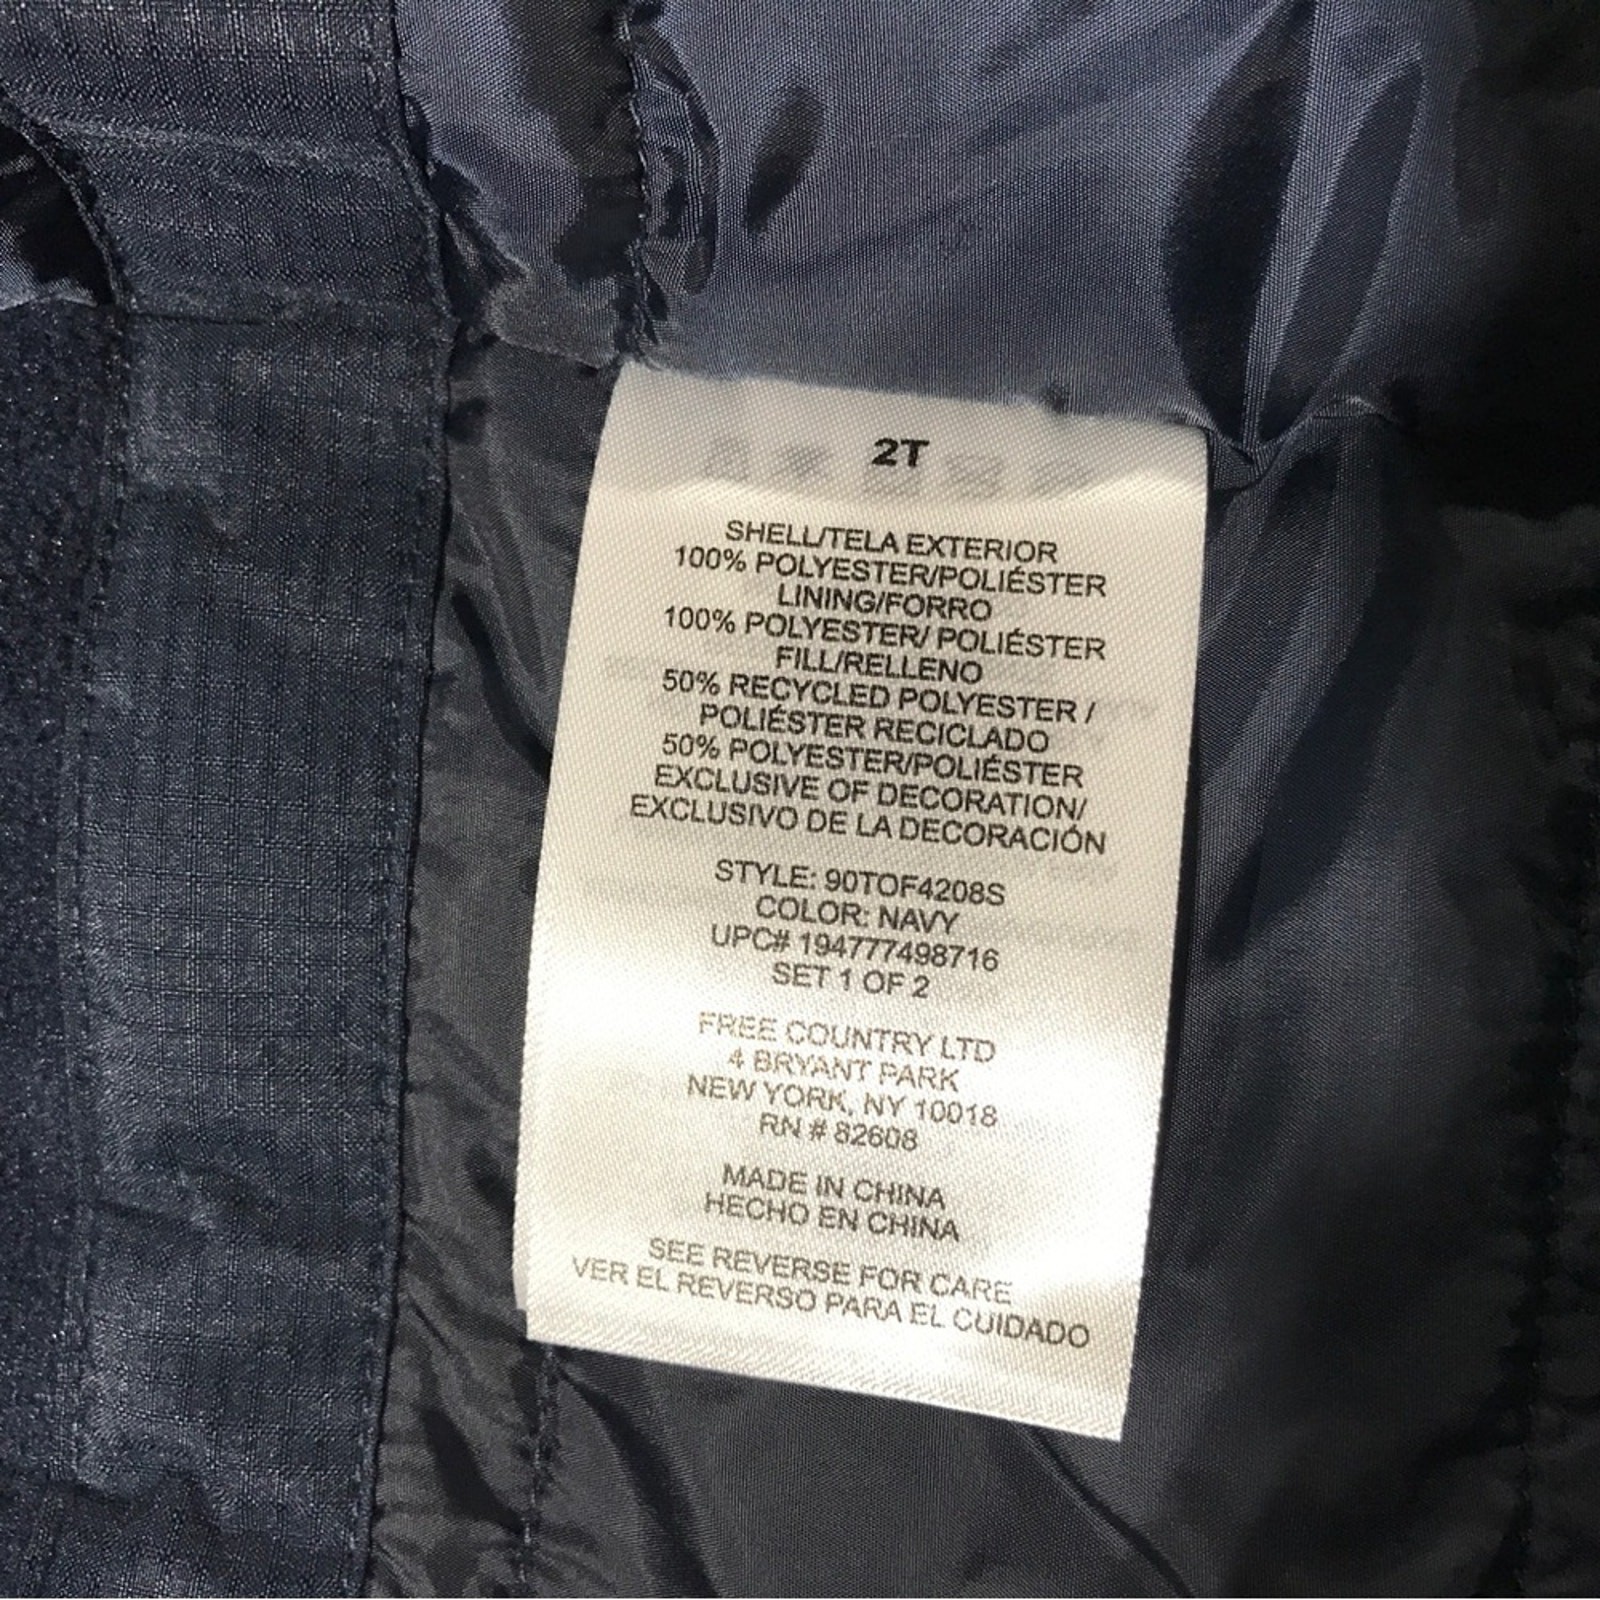 2T
SHELL/TELA EXTERIOR
100% POLYESTER/POLIÉSTER
LINING/FORRO
100% POLYESTER/ POLIÉSTER
FILL/RELLENO
50% RECYCLED POLYESTER /
POLIÉSTER RECICLADO
50% POLYESTER/POLIÉSTER
EXCLUSIVE OF DECORATION/
EXCLUSIVO DE LA DECORACIÓN
STYLE: 90TOF4208S
COLOR: NAVY
UPC# 194777498716
SET 1 OF 2
FREE COUNTRY LTD
4 BRYANT PARK
NEW YORK, NY 10018
RN # 82608
MADE IN CHINA
HECHO EN CHINA
SEE REVERSE FOR CARE
VER EL REVERSO PARA EL CUIDADO